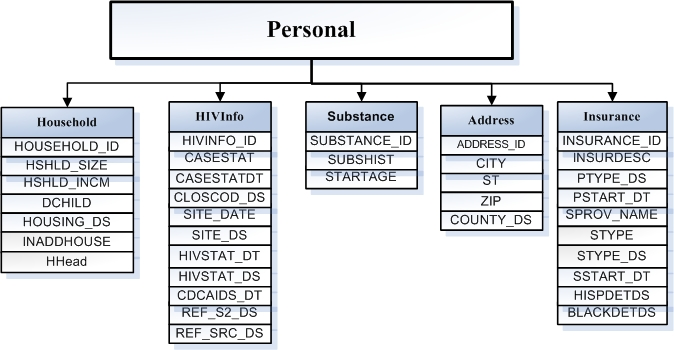 Personal
Household
HOUSEHOLD_ID
HSHLD_SIZE
HSHLD_INCM
DCHILD
HOUSING_DS
INADDHOUSE
HHead
HIVInfo
HIVINFO_ID
CASESTAT
CASESTATDT
CLOSCOD_DS
SITE_DATE
SITE_DS
HIVSTAT_DT
HIVSTAT_DS
CDCAIDS_DT
REF_S2_DS
REF_SRC_DS
Substance
SUBSTANCE_ID
SUBSHIST
STARTAGE
Address
ADDRESS_ID
CITY
ST
ZIP
COUNTY_DS
Insurance
INSURANCE_ID
INSURDESC
PTYPE_DS
PSTART_DT
SPROV_NAME
STYPE
STYPE_DS
SSTART_DT
HISPDETDS
BLACKDETDS